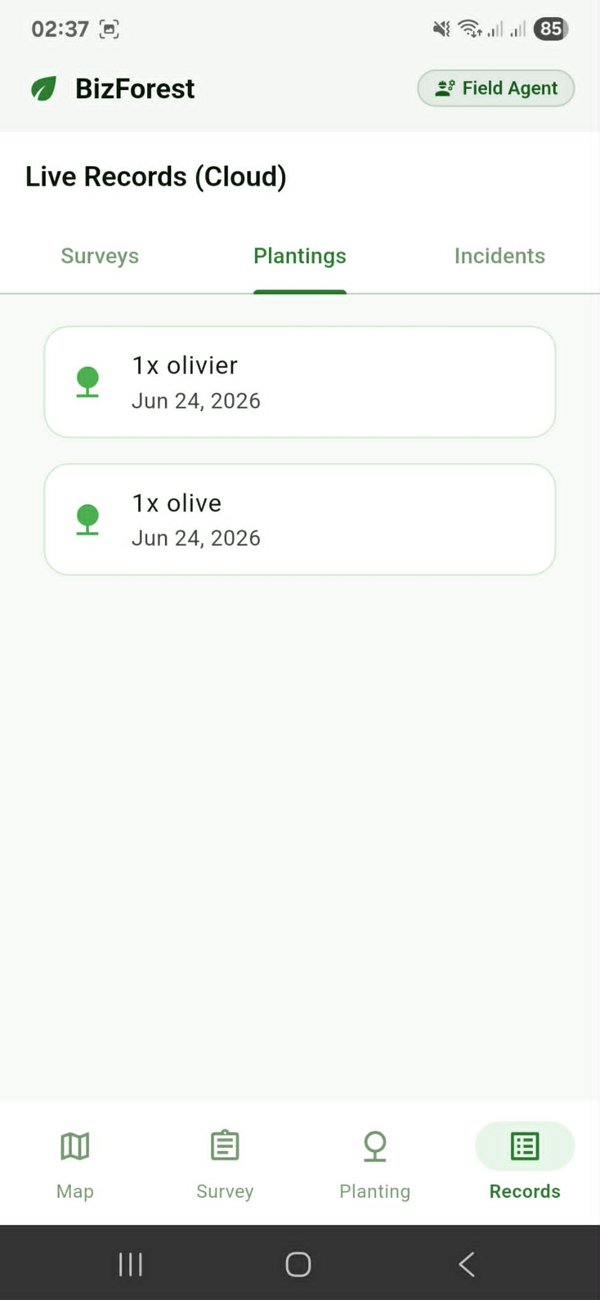 02:37
85
BizForest
Field Agent
Live Records (Cloud)
Surveys
Plantings
Incidents
1x olivier
Jun 24, 2026
1x olive
Jun 24, 2026
Map
Survey
Planting
Records